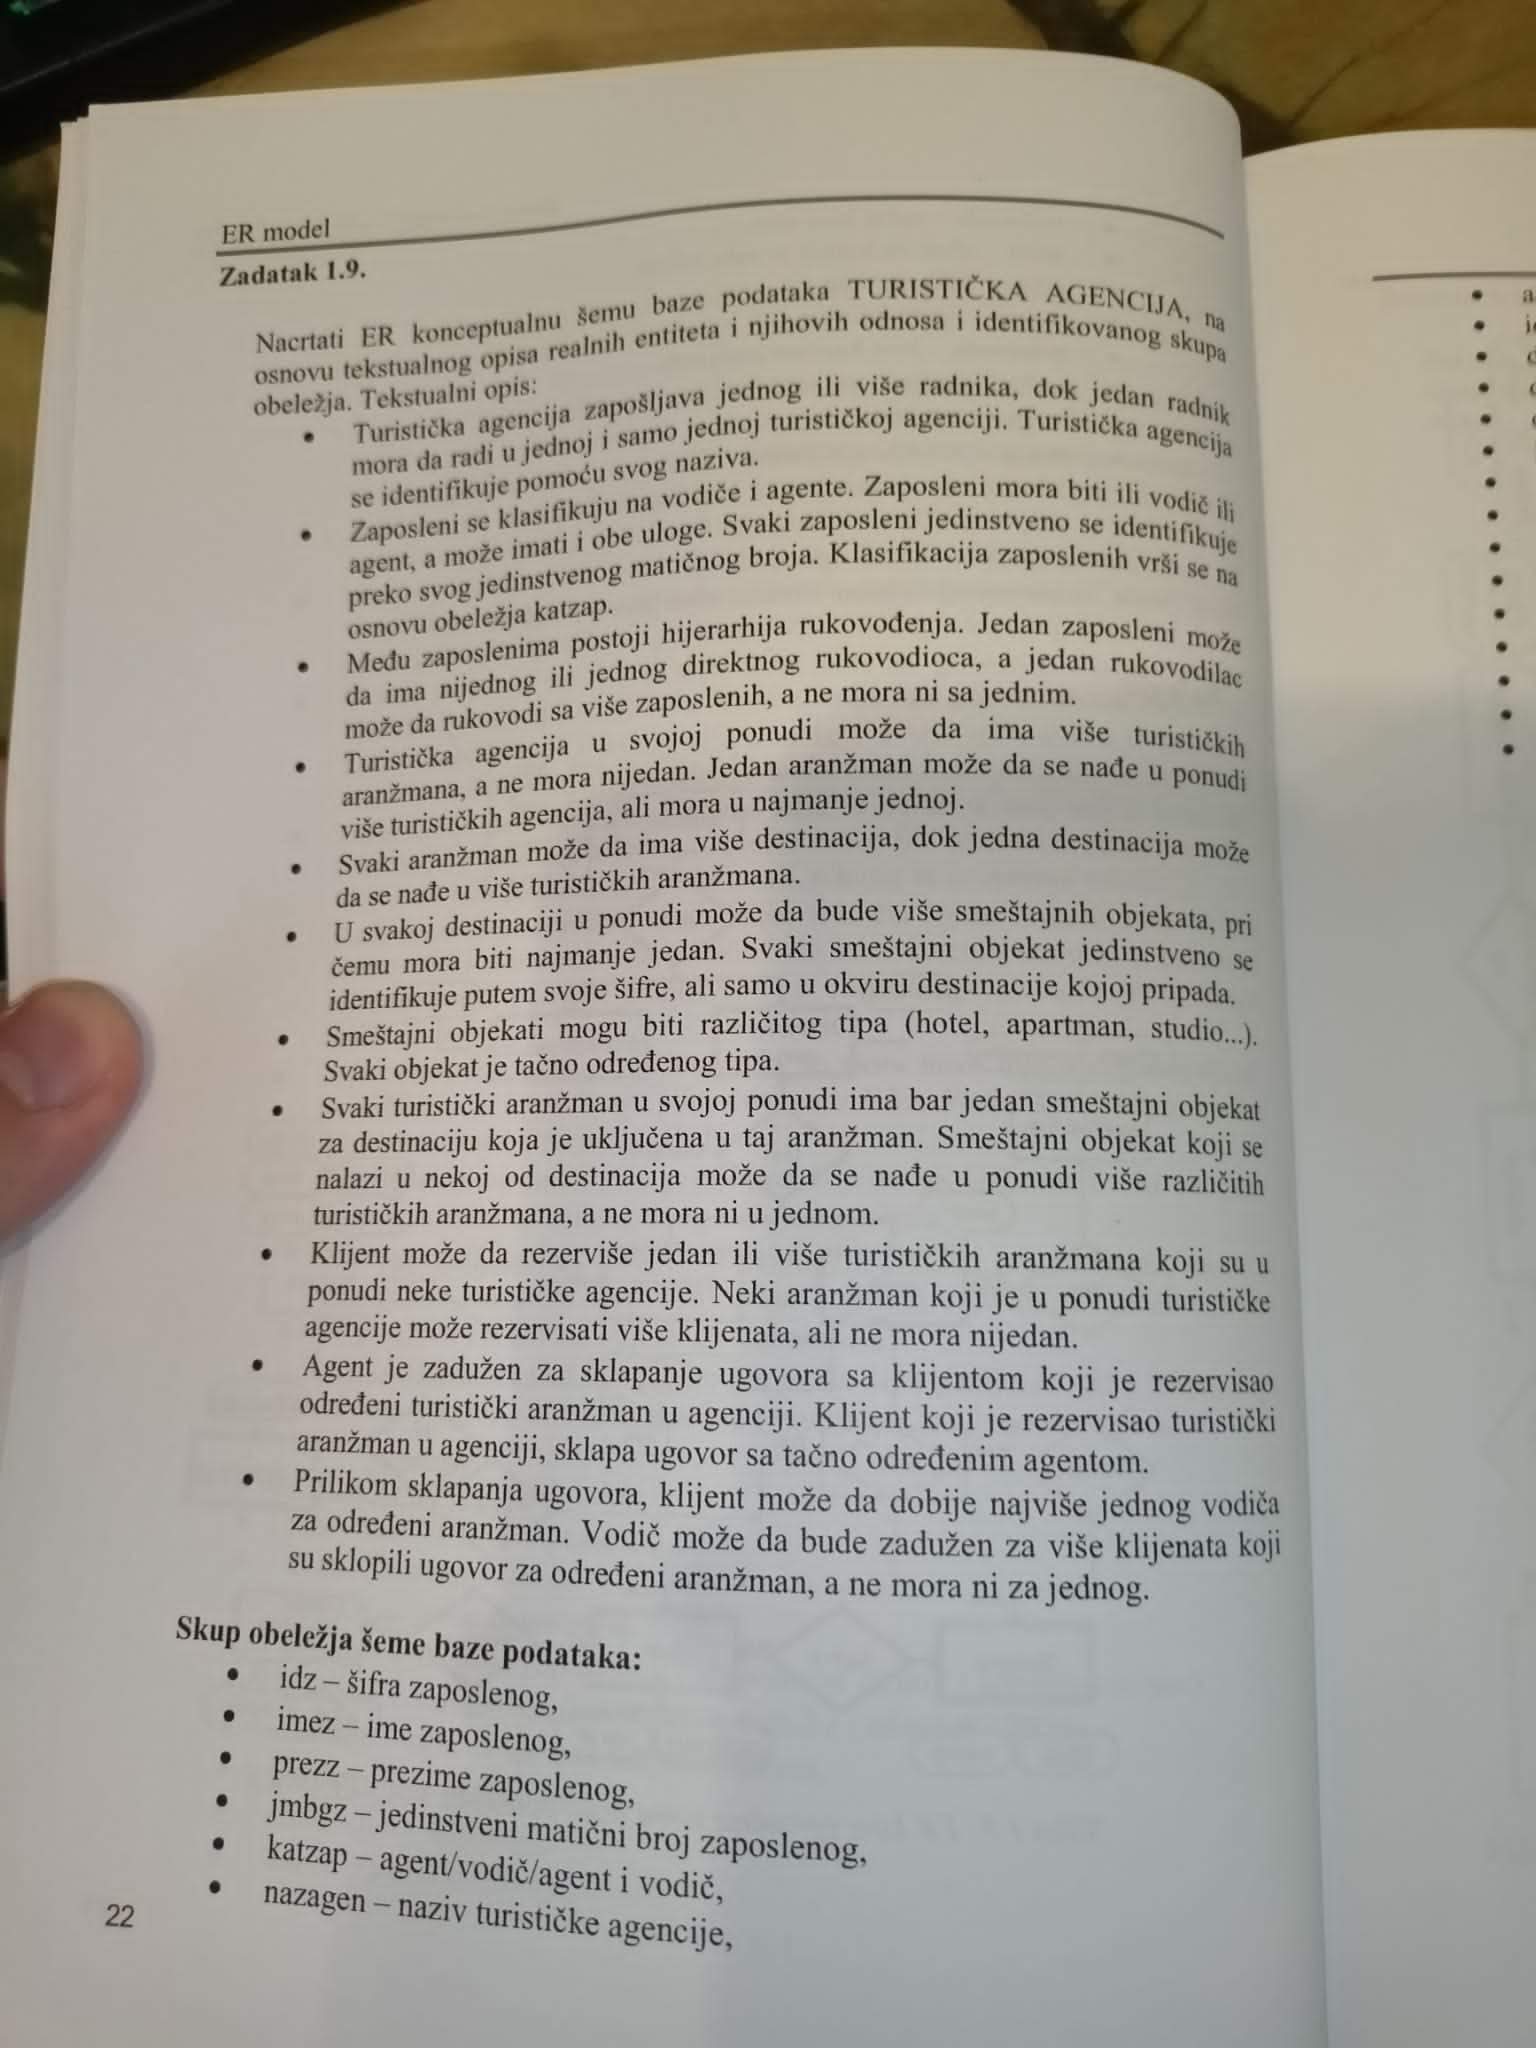 ER model
Zadatak 1.9.
Nacrtati ER konceptualnu šemu baze podataka TURISTIČKA AGENCIJA, na
osnovu tekstualnog opisa realnih entiteta i njihovih odnosa i identifikovanog skupa
obeležja. Tekstualni opis:
• Turistička agencija zapošljava jednog ili više radnika, dok jedan radnik
mora da radi u jednoj i samo jednoj turističkoj agenciji. Turistička agencija
se identifikuje pomoću svog naziva.
• Zaposleni se klasifikuju na vodiče i agente. Zaposleni mora biti ili vodič ili
agent, a može imati i obe uloge. Svaki zaposleni jedinstveno se identifikuje
preko svog jedinstvenog matičnog broja. Klasifikacija zaposlenih vrši se na
osnovu obeležja katzap.
• Među zaposlenima postoji hijerarhija rukovođenja. Jedan zaposleni može
da ima nijednog ili jednog direktnog rukovodioca, a jedan rukovodilac
može da rukovodi sa više zaposlenih, a ne mora ni sa jednim.
• Turistička agencija u svojoj ponudi može da ima više turističkih
aranžmana, a ne mora nijedan. Jedan aranžman može da se nađe u ponudi
više turističkih agencija, ali mora u najmanje jednoj.
• Svaki aranžman može da ima više destinacija, dok jedna destinacija može
da se nađe u više turističkih aranžmana.
• U svakoj destinaciji u ponudi može da bude više smeštajnih objekata, pri
čemu mora biti najmanje jedan. Svaki smeštajni objekat jedinstveno se
identifikuje putem svoje šifre, ali samo u okviru destinacije kojoj pripada.
• Smeštajni objekati mogu biti različitog tipa (hotel, apartman, studio...).
Svaki objekat je tačno određenog tipa.
• Svaki turistički aranžman u svojoj ponudi ima bar jedan smeštajni objekat
za destinaciju koja je uključena u taj aranžman. Smeštajni objekat koji se
nalazi u nekoj od destinacija može da se nađe u ponudi više različitih
turističkih aranžmana, a ne mora ni u jednom.
• Klijent može da rezerviše jedan ili više turističkih aranžmana koji su u
ponudi neke turističke agencije. Neki aranžman koji je u ponudi turističke
agencije može rezervisati više klijenata, ali ne mora nijedan.
• Agent je zadužen za sklapanje ugovora sa klijentom koji je rezervisao
određeni turistički aranžman u agenciji. Klijent koji je rezervisao turistički
aranžman u agenciji, sklapa ugovor sa tačno određenim agentom.
• Prilikom sklapanja ugovora, klijent može da dobije najviše jednog vodiča
za određeni aranžman. Vodič može da bude zadužen za više klijenata koji
su sklopili ugovor za određeni aranžman, a ne mora ni za jednog.
Skup obeležja šeme baze podataka:
• idz – šifra zaposlenog,
• imez – ime zaposlenog,
• prezz – prezime zaposlenog,
• jmbgz – jedinstveni matični broj zaposlenog,
• katzap – agent/vodič/agent i vodič,
• nazagen – naziv turističke agencije,
22